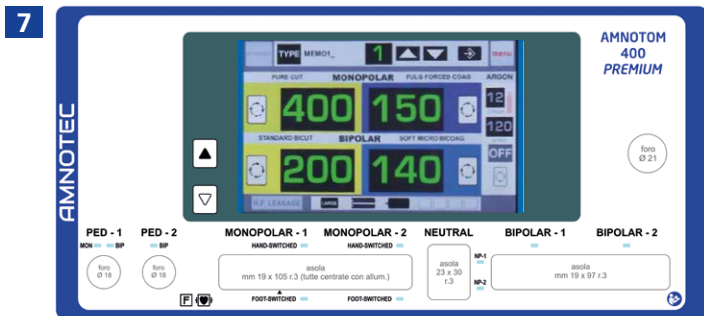 7
AMNOTOM
400
PREMIUM
AMNOTEC
TYPE MEMO1_ 1 menu
PURE CUT MONOPOLAR FULG FORCED COAG ARGON
400 150 12
120
STANDARD BICUT BIPOLAR SOFT MICRO BICOAG
200 140 OFF
H.F. LEAKAGE LARGE
foro
Ø 21
PED - 1 PED - 2 MONOPOLAR - 1 MONOPOLAR - 2 NEUTRAL BIPOLAR - 1 BIPOLAR - 2
MON BIP BIP HAND-SWITCHED HAND-SWITCHED
NP-1
foro
Ø 18
foro
Ø 18
asola
mm 19 x 105 r.3 (tutte centrate con allum.)
asola
23 x 30
r.3
asola
mm 19 x 97 r.3
NP-2
F FOOT-SWITCHED FOOT-SWITCHED